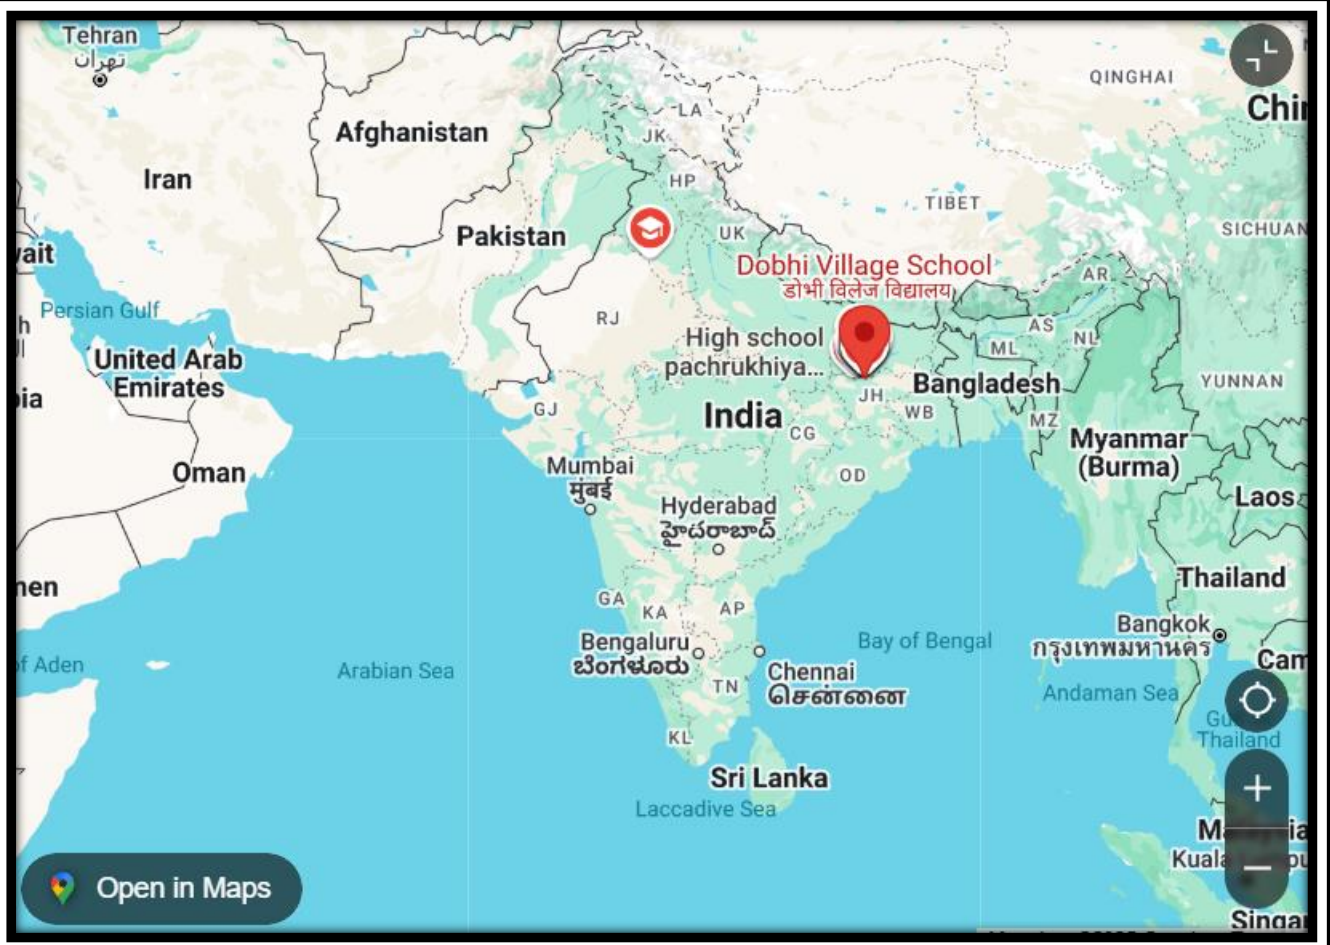 Tehran
تهران
QINGHAI
LA
Afghanistan
JK
Iran
HP
TIBET
Pakistan
UK
SICHUAN
Dobhi Village School
डोभी विलेज विद्यालय
AR
Persian Gulf
RJ
High school
pachrukhiya...
AS
NL
ML
United Arab
Emirates
Bangladesh
YUNNAN
JH
GJ
India
WB
MZ
CG
Myanmar
(Burma)
Oman
Mumbai
मुंबई
OD
Laos
Hyderabad
హైదరాబాద్
Thailand
GA
KA
AP
Bangkok
กรุงเทพมหานคร
Bengaluru
ಬೆಂಗಳೂರು
Bay of Bengal
of Aden
Arabian Sea
Chennai
சென்னை
TN
Andaman Sea
Thailand
KL
Sri Lanka
Laccadive Sea
Open in Maps